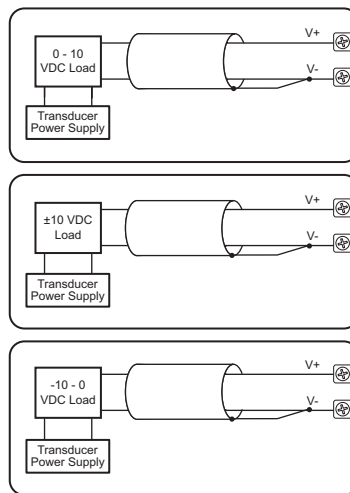 V+
0 - 10
VDC Load
V-
Transducer
Power Supply
V+
±10 VDC
Load
V-
Transducer
Power Supply
V+
-10 - 0
VDC Load
V-
Transducer
Power Supply